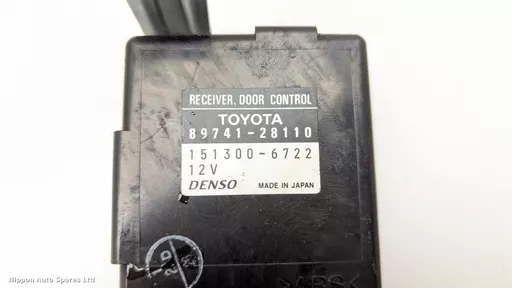 RECEIVER, DOOR CONTROL
TOYOTA
89741-28110
151300-6722
12V
DENSO MADE IN JAPAN
Nippon Auto Spares Ltd